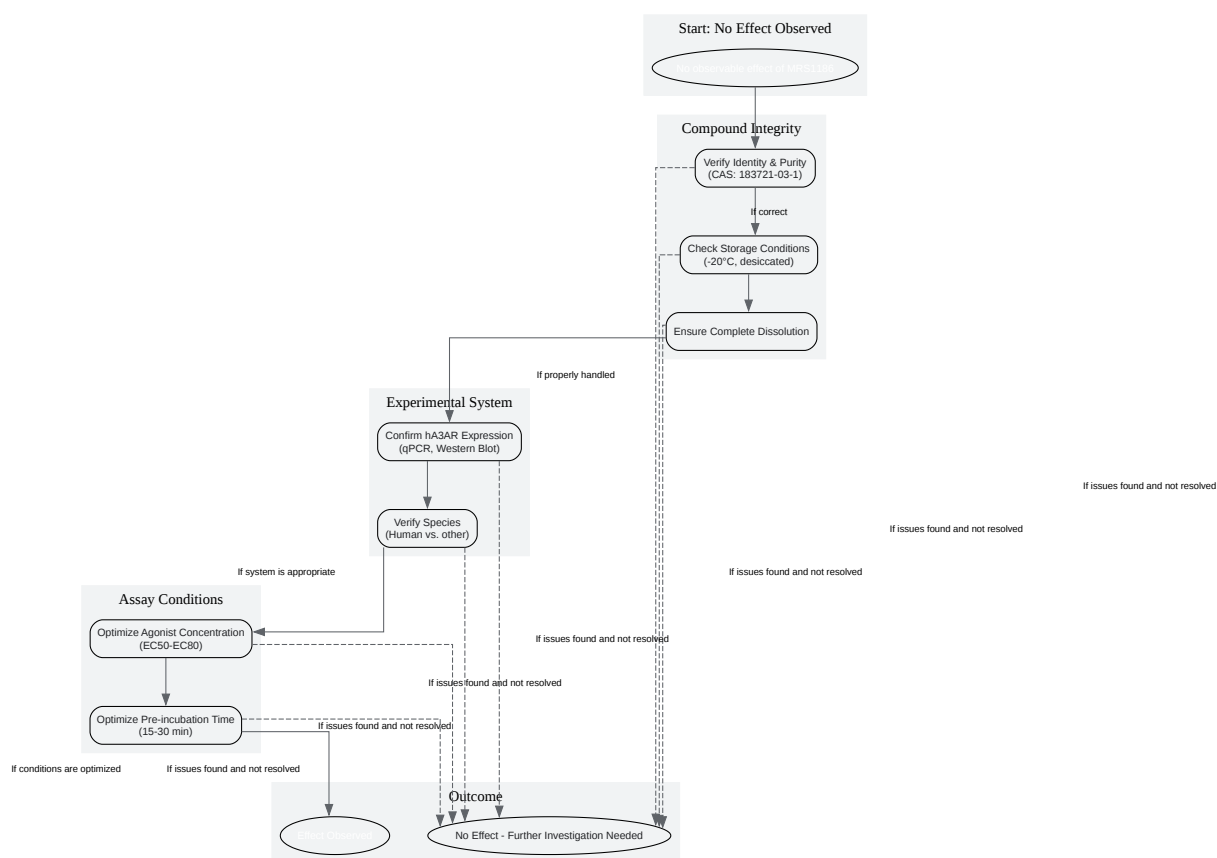 Start: No Effect Observed
No observable effect of
Compound Integrity
Verify Identity & Purity
(CAS: 183721-03-1)
If correct
Check Storage Conditions
(-20°C, desiccated)
Ensure Complete Dissolution
If properly handled
Experimental System
Confirm hA3AR Expression
(qPCR, Western Blot)
If issues found and not resolved
Verify Species
(Human vs. other)
If issues found and not resolved
If system is appropriate
If issues found and not resolved
Assay Conditions
Optimize Agonist Concentration
(EC50-EC80)
If issues found and not resolved
If issues found and not resolved
Optimize Pre-incubation Time
(15-30 min)
If issues found and not resolved
If conditions are optimized
If issues found and not resolved
Outcome
Effect Observed
No Effect - Further Investigation Needed